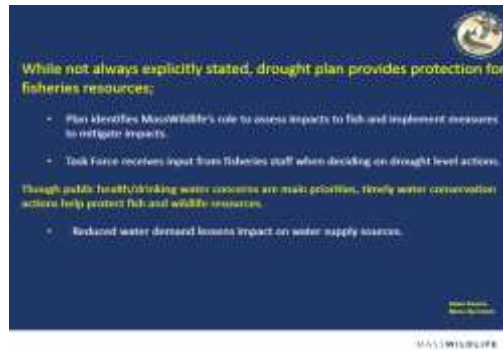 While not always explicitly stated, drought plan provides protection for
fisheries resources;
• Plan identifies MassWildlife's role to assess impacts to fish and implement measures
to mitigate impacts.
• Task Force receives input from fisheries staff when deciding on drought level actions
Though public health/drinking water concerns are main priorities, timely water conservation
actions help protect fish and wildlife resources.
• Reduced water demand lessens impact on water supply sources.
MASSWILDLIFE